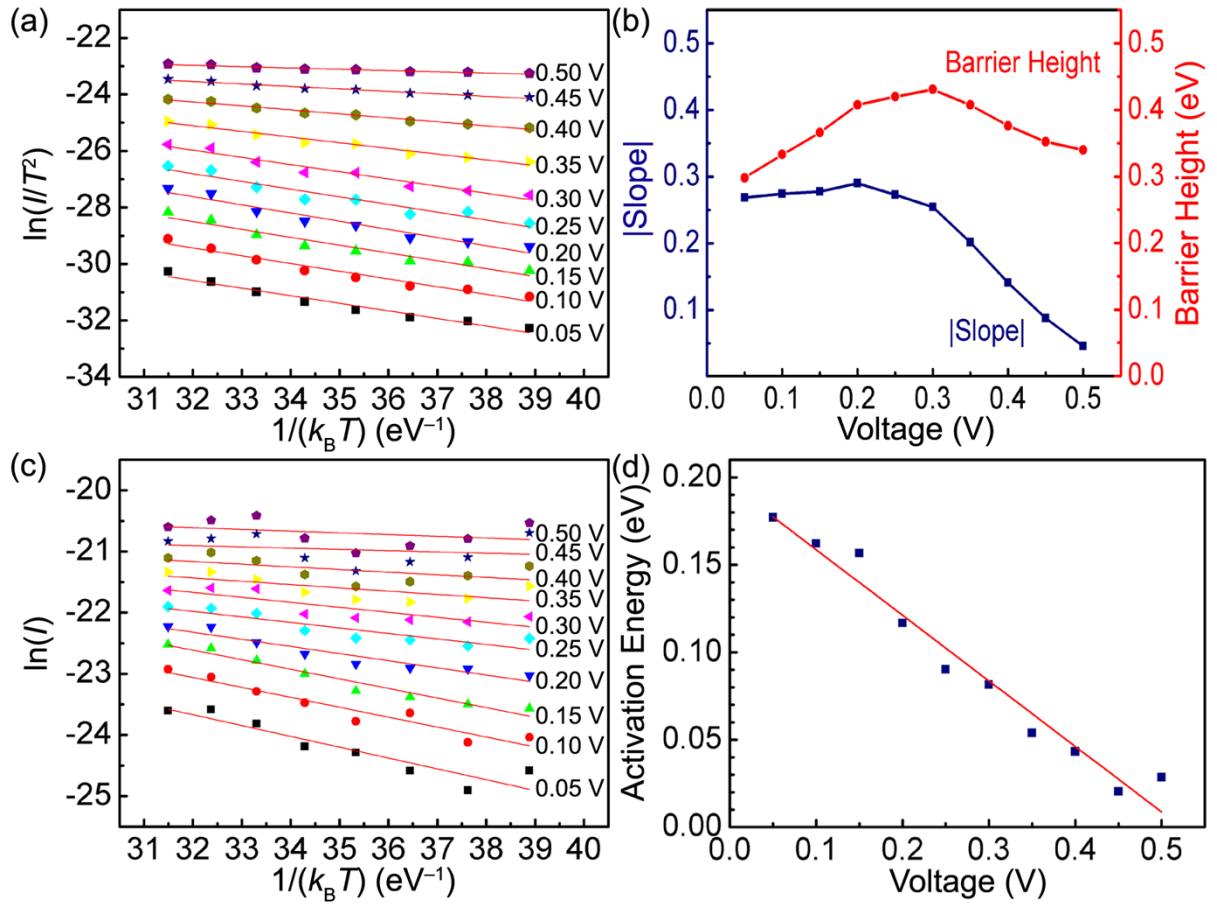 (a)
-22
-24
-26
-28
-30
-32
-34
ln(I/T²)
0.50 V
0.45 V
0.40 V
0.35 V
0.30 V
0.25 V
0.20 V
0.15 V
0.10 V
0.05 V
31 32 33 34 35 36 37 38 39 40
1/(k_B T) (eV⁻¹)
(b)
0.5
0.4
0.3
0.2
0.1
|Slope|
Barrier Height
|Slope|
0.5
0.4
0.3
0.2
0.1
0.0
Barrier Height (eV)
0.0 0.1 0.2 0.3 0.4 0.5
Voltage (V)
(c)
-20
-21
-22
-23
-24
-25
ln(I)
0.50 V
0.45 V
0.40 V
0.35 V
0.30 V
0.25 V
0.20 V
0.15 V
0.10 V
0.05 V
31 32 33 34 35 36 37 38 39 40
1/(k_B T) (eV⁻¹)
(d)
0.20
0.15
0.10
0.05
0.00
Activation Energy (eV)
0.0 0.1 0.2 0.3 0.4 0.5
Voltage (V)